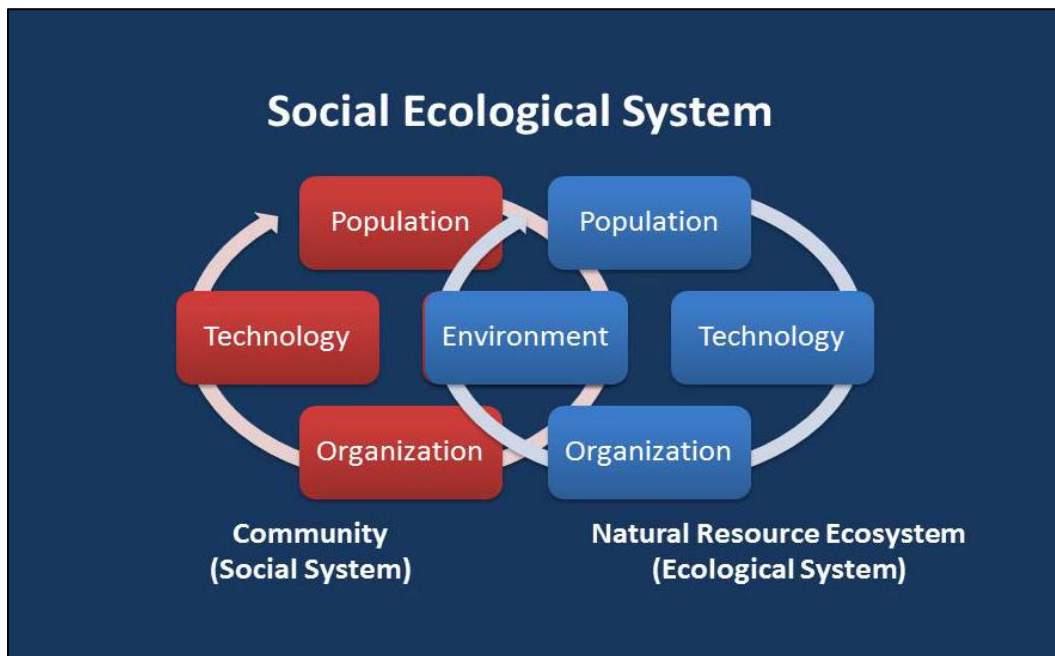 Social Ecological System
Population
Population
Technology
Environment
Technology
Organization
Organization
Community
(Social System)
Natural Resource Ecosystem
(Ecological System)